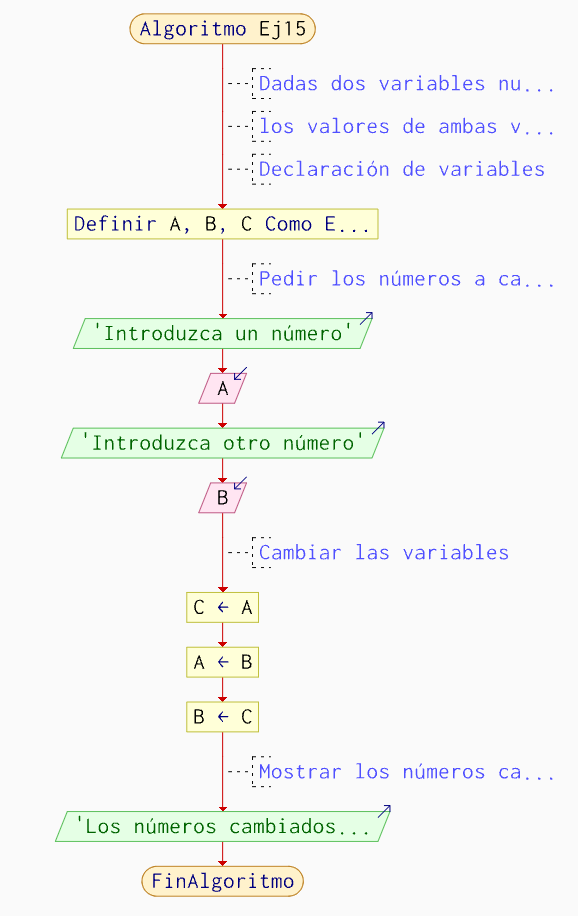 Algoritmo Ej15
Dadas dos variables nu...
los valores de ambas v...
Declaración de variables
Definir A, B, C Como E...
Pedir los números a ca...
'Introduzca un número'
A
'Introduzca otro número'
B
Cambiar las variables
C ← A
A ← B
B ← C
Mostrar los números ca...
'Los números cambiados...
FinAlgoritmo